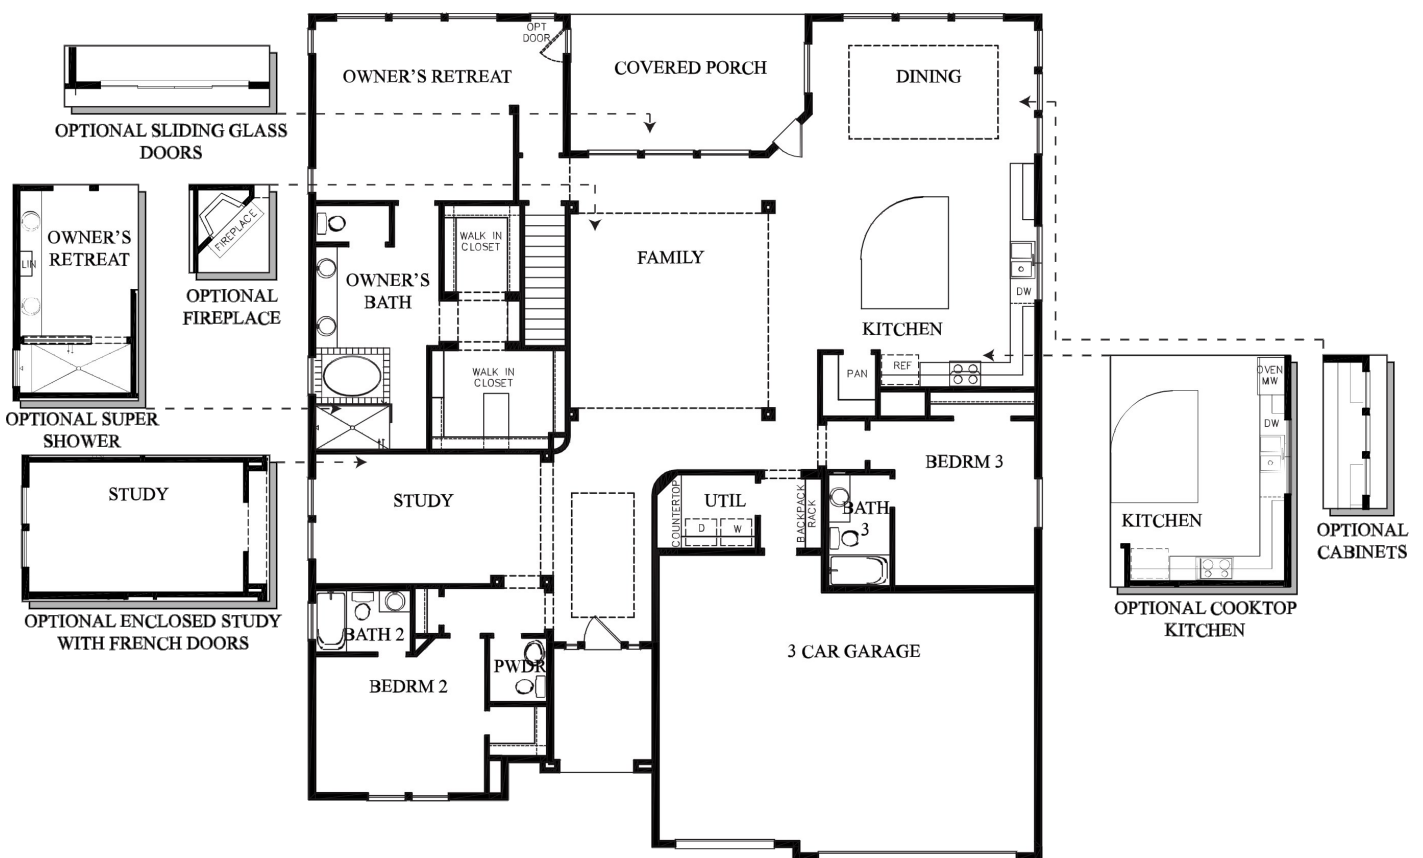 OPT
DOOR
OWNER'S RETREAT
COVERED PORCH
DINING
OPTIONAL SLIDING GLASS
DOORS
OWNER'S
RETREAT
LIN
FIREPLACE
OPTIONAL
FIREPLACE
OPTIONAL SUPER
SHOWER
WALK IN
CLOSET
OWNER'S
BATH
FAMILY
KITCHEN
DW
REF
PAN
WALK IN
CLOSET
STUDY
OPTIONAL ENCLOSED STUDY
WITH FRENCH DOORS
STUDY
COUNTERTOP
UTIL
D
W
BACKPACK
RACK
BATH
3
BEDRM 3
OVEN
MW
DW
KITCHEN
OPTIONAL COOKTOP
KITCHEN
OPTIONAL
CABINETS
BATH 2
PWDR
BEDRM 2
3 CAR GARAGE